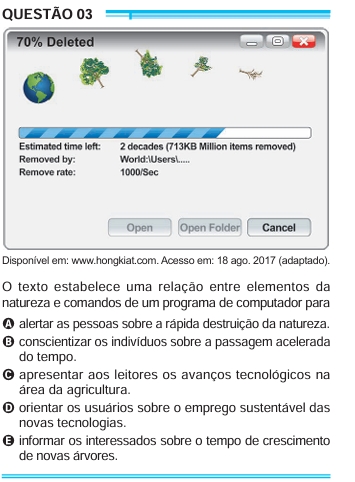 QUESTÃO 03
70% Deleted
Estimated time left: 2 decades (713KB Million items removed)
Removed by: World:\Users\.....
Remove rate: 1000/Sec
Open Open Folder Cancel
Disponível em: www.hongkiat.com. Acesso em: 18 ago. 2017 (adaptado).
O texto estabelece uma relação entre elementos da
natureza e comandos de um programa de computador para
A alertar as pessoas sobre a rápida destruição da natureza.
B conscientizar os indivíduos sobre a passagem acelerada
do tempo.
C apresentar aos leitores os avanços tecnológicos na
área da agricultura.
D orientar os usuários sobre o emprego sustentável das
novas tecnologias.
E informar os interessados sobre o tempo de crescimento
de novas árvores.